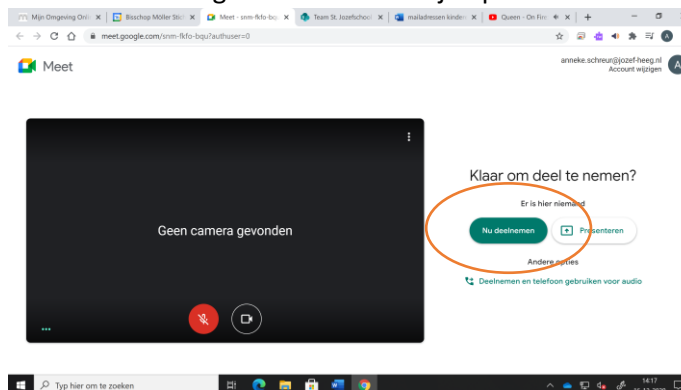 Mijn Omgeving Onli
Bisschop Möller Stic
Meet - snm-fkfo-bq
Team St. Jozefschool
mailadressen kinder
Queen - On Fire
meet.google.com/snm-fkfo-bqu?authuser=0
Meet
anneke.schreur@jozef-heeg.nl
Account wijzigen
A
Klaar om deel te nemen?
Geen camera gevonden
Er is hier niemand
Nu deelnemen
Presenteren
Andere opties
Deelnemen en telefoon gebruiken voor audio
Typ hier om te zoeken
14:17